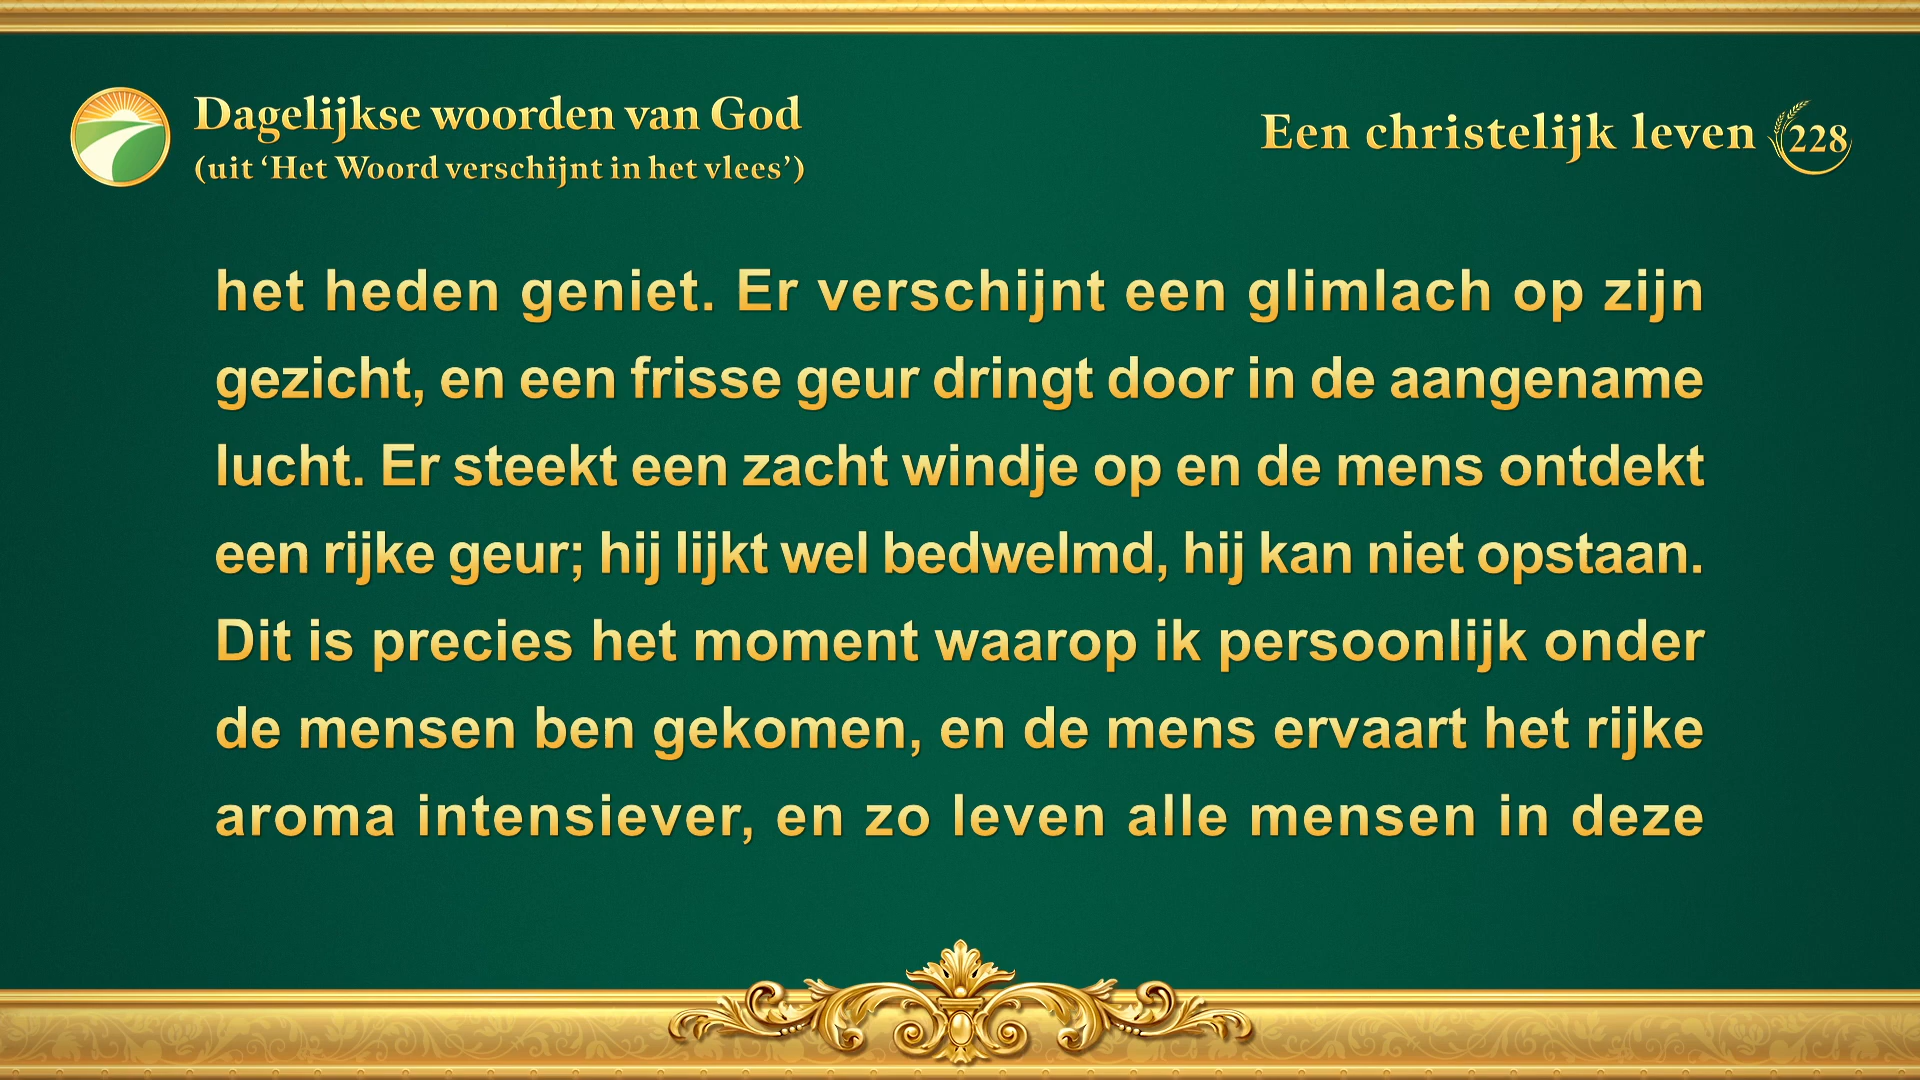 Dagelijkse woorden van God
(uit ‘Het Woord verschijnt in het vlees’)
Een christelijk leven 228
het heden geniet. Er verschijnt een glimlach op zijn
gezicht, en een frisse geur dringt door in de aangename
lucht. Er steekt een zacht windje op en de mens ontdekt
een rijke geur; hij lijkt wel bedwelmd, hij kan niet opstaan.
Dit is precies het moment waarop ik persoonlijk onder
de mensen ben gekomen, en de mens ervaart het rijke
aroma intensiever, en zo leven alle mensen in deze